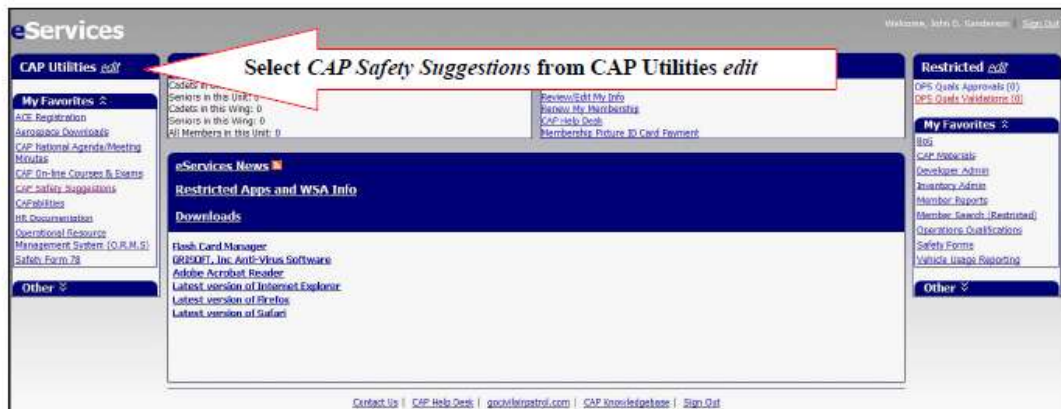 eServices
Welcome, John D. Sanderson | Sign Out
CAP Utilities edit
Select CAP Safety Suggestions from CAP Utilities edit
My Favorites
ACE Registration
Aerospace Downloads
CAP National Agenda/Meeting
Minutes
CAP On-line Courses & Exams
CAP Safety Suggestions
CAPabilities
HR Documentation
Operational Resource
Management System (O.R.M.S)
Safety Form 78
Other
Seniors in this Unit: 0
Cadets in this Wing: 0
Seniors in this Wing: 0
All Members in this Unit: 0
Review/Edit My Info
Renew My Membership
CAP Help Desk
Membership Picture ID Card Payment
eServices News
Restricted Apps and WSA Info
Downloads
Flash Card Manager
GRISOFT, Inc Anti-Virus Software
Adobe Acrobat Reader
Latest version of Internet Explorer
Latest version of Firefox
Latest version of Safari
Restricted edit
OPS Quals Approvals (0)
OPS Quals Validations (0)
My Favorites
BoG
CAP Materials
Developer Admin
Inventory Admin
Member Reports
Member Search (Restricted)
Operations Qualifications
Safety Forms
Vehicle Usage Reporting
Other
Contact Us | CAP Help Desk | gocivilairpatrol.com | CAP Knowledgebase | Sign Out